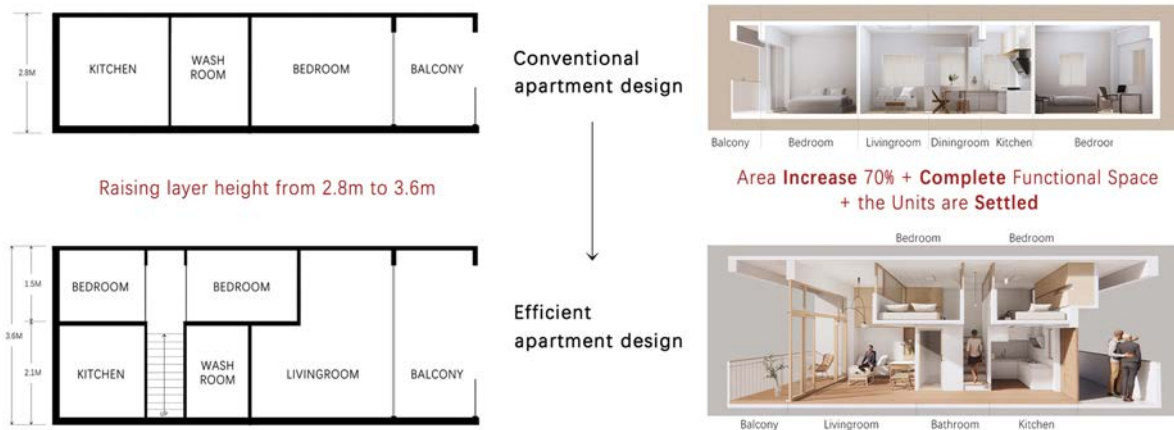 2.8M
KITCHEN
WASH
ROOM
BEDROOM
BALCONY
Conventional
apartment design
Balcony
Bedroom
Livingroom
Diningroom
Kitchen
Bedroor
Raising layer height from 2.8m to 3.6m
Area Increase 70% + Complete Functional Space
+ the Units are Settled
3.6M
1.5M
2.1M
BEDROOM
BEDROOM
KITCHEN
UP
WASH
ROOM
LIVINGROOM
BALCONY
Efficient
apartment design
Bedroom
Bedroom
Balcony
Livingroom
Bathroom
Kitchen